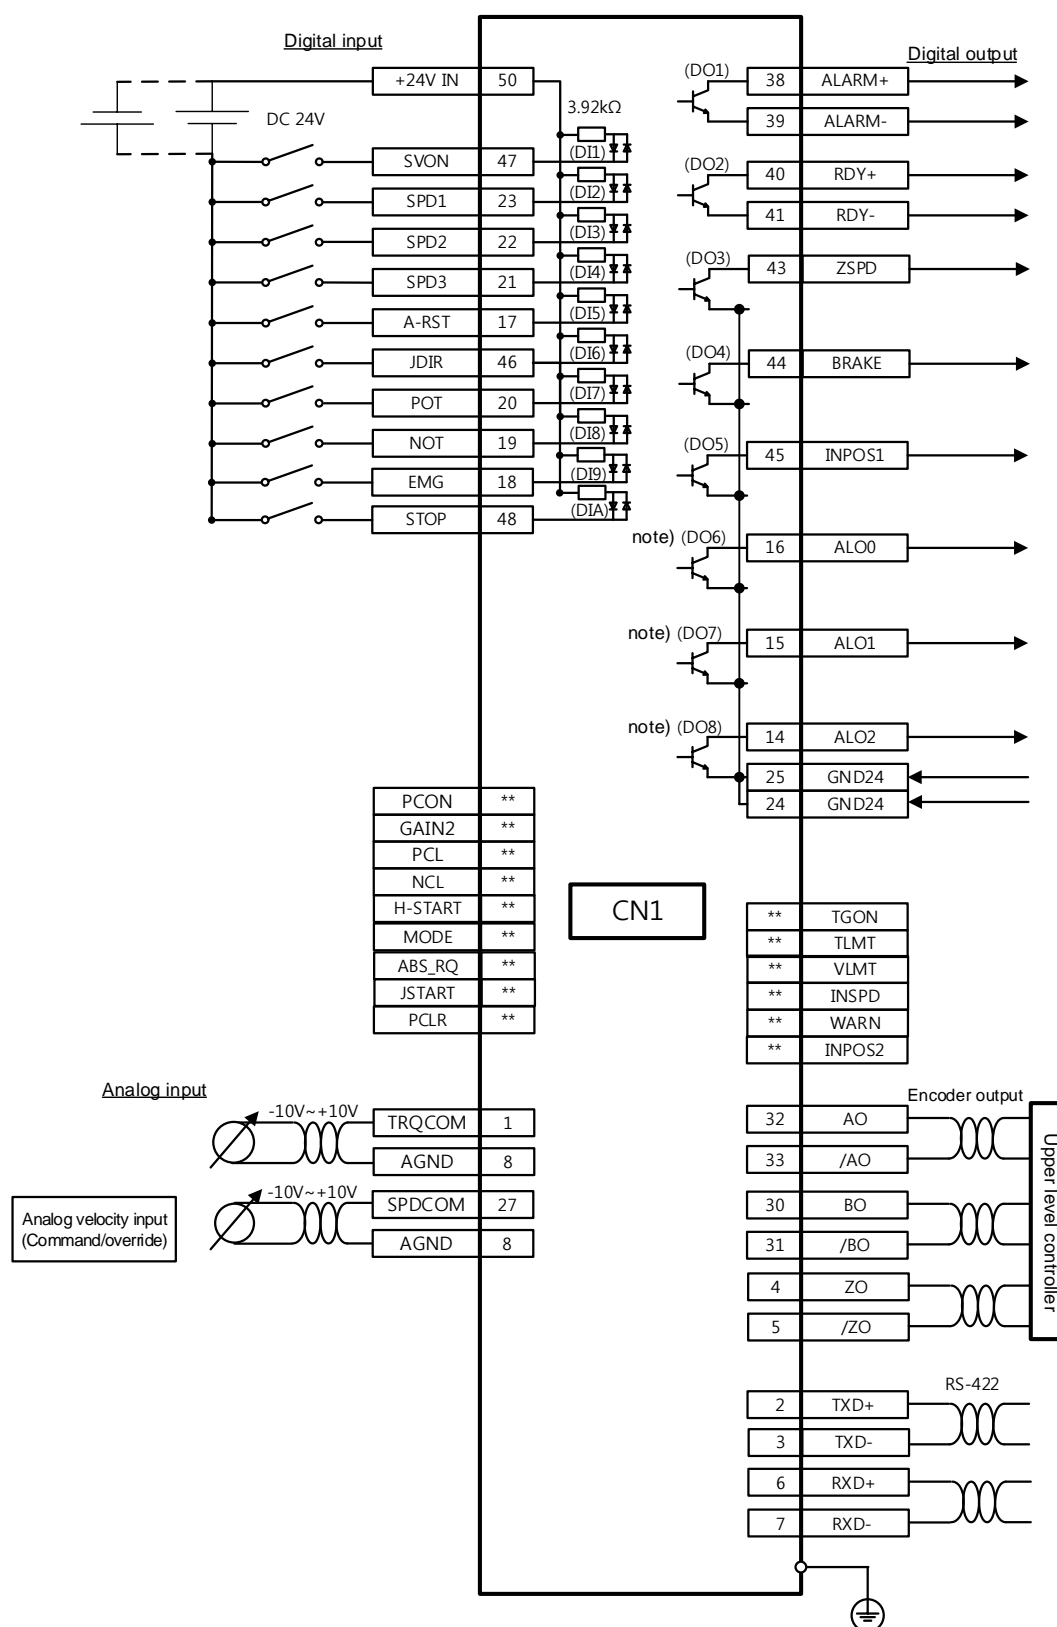 Digital input
+24V IN 50
DC 24V
3.92kΩ
SVON 47 (DI1)
SPD1 23 (DI2)
SPD2 22 (DI3)
SPD3 21 (DI4)
A-RST 17 (DI5)
JDIR 46 (DI6)
POT 20 (DI7)
NOT 19 (DI8)
EMG 18 (DI9)
STOP 48 (DIA)
Digital output
(DO1) 38 ALARM+
39 ALARM-
(DO2) 40 RDY+
41 RDY-
(DO3) 43 ZSPD
(DO4) 44 BRAKE
(DO5) 45 INPOS1
note) (DO6) 16 ALO0
note) (DO7) 15 ALO1
note) (DO8) 14 ALO2
25 GND24
24 GND24
PCON **
GAIN2 **
PCL **
NCL **
H-START **
MODE **
ABS_RQ **
JSTART **
PCLR **
CN1
** TGON
** TLMT
** VLMT
** INSPD
** WARN
** INPOS2
Analog input
-10V~+10V
TRQCOM 1
AGND 8
-10V~+10V
SPDCOM 27
AGND 8
Analog velocity input
(Command/override)
Encoder output
32 AO
33 /AO
30 BO
31 /BO
4 ZO
5 /ZO
Upper level controller
RS-422
2 TXD+
3 TXD-
6 RXD+
7 RXD-